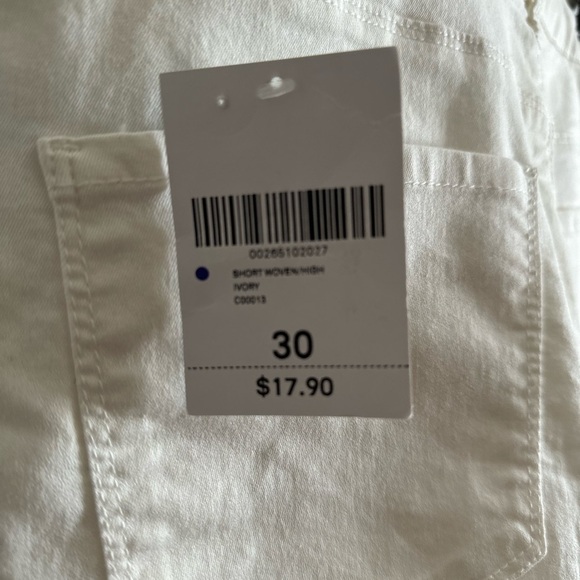 00265102027
SHORT WOVEN/HIGH
IVORY
C00013
30
$17.90